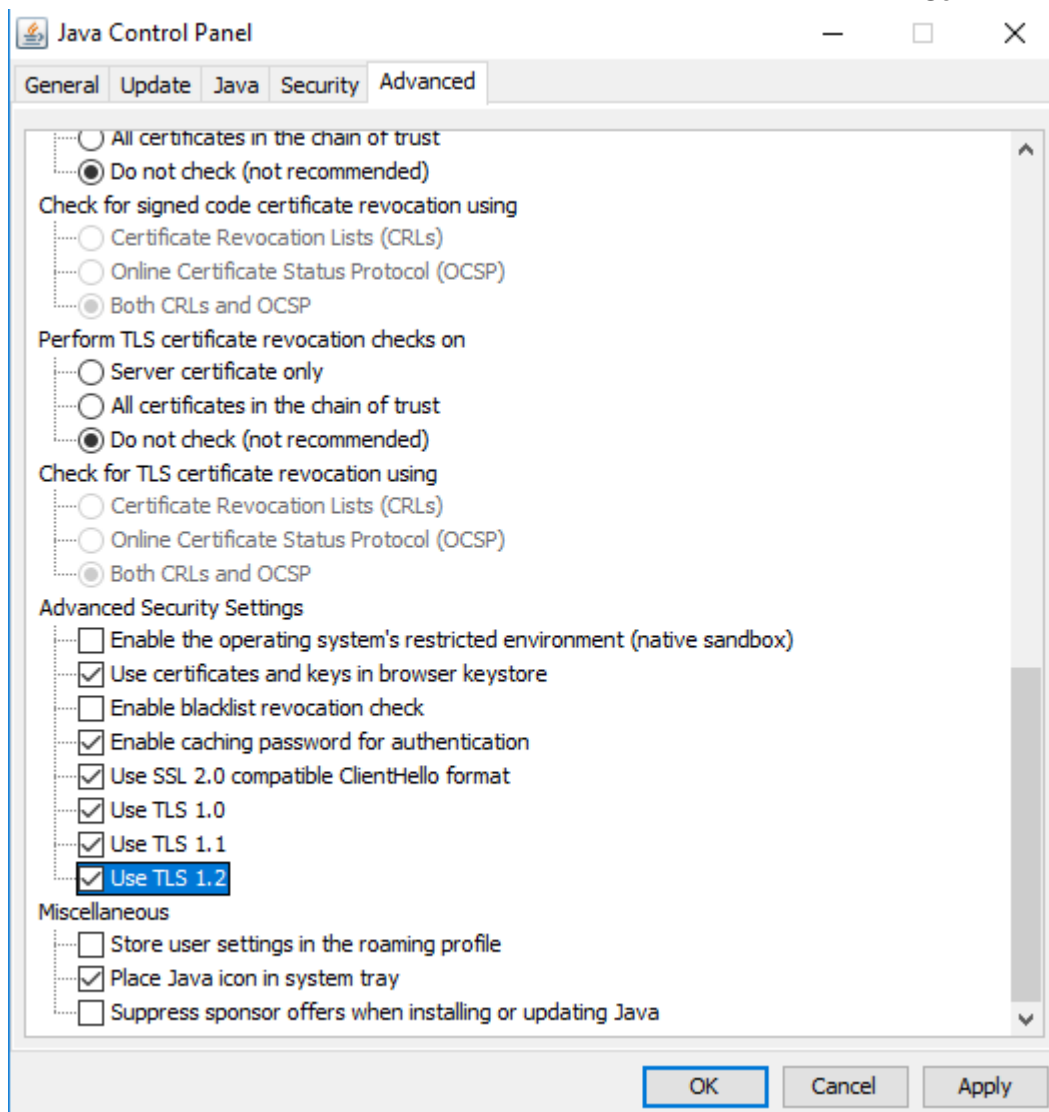 Java Control Panel
General Update Java Security Advanced
All certificates in the chain of trust
Do not check (not recommended)
Check for signed code certificate revocation using
Certificate Revocation Lists (CRLs)
Online Certificate Status Protocol (OCSP)
Both CRLs and OCSP
Perform TLS certificate revocation checks on
Server certificate only
All certificates in the chain of trust
Do not check (not recommended)
Check for TLS certificate revocation using
Certificate Revocation Lists (CRLs)
Online Certificate Status Protocol (OCSP)
Both CRLs and OCSP
Advanced Security Settings
Enable the operating system's restricted environment (native sandbox)
Use certificates and keys in browser keystore
Enable blacklist revocation check
Enable caching password for authentication
Use SSL 2.0 compatible ClientHello format
Use TLS 1.0
Use TLS 1.1
Use TLS 1.2
Miscellaneous
Store user settings in the roaming profile
Place Java icon in system tray
Suppress sponsor offers when installing or updating Java
OK Cancel Apply